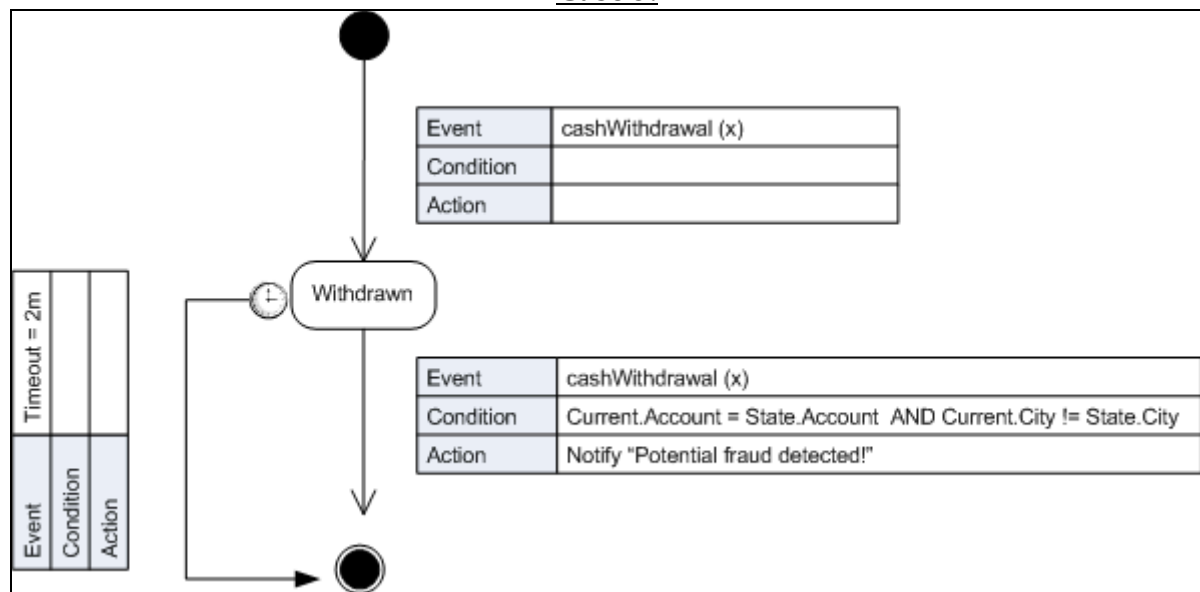 Event cashWithdrawal (x)
Condition
Action
Withdrawn
Event Timeout = 2m
Condition
Action
Event cashWithdrawal (x)
Condition Current.Account = State.Account AND Current.City != State.City
Action Notify “Potential fraud detected!”